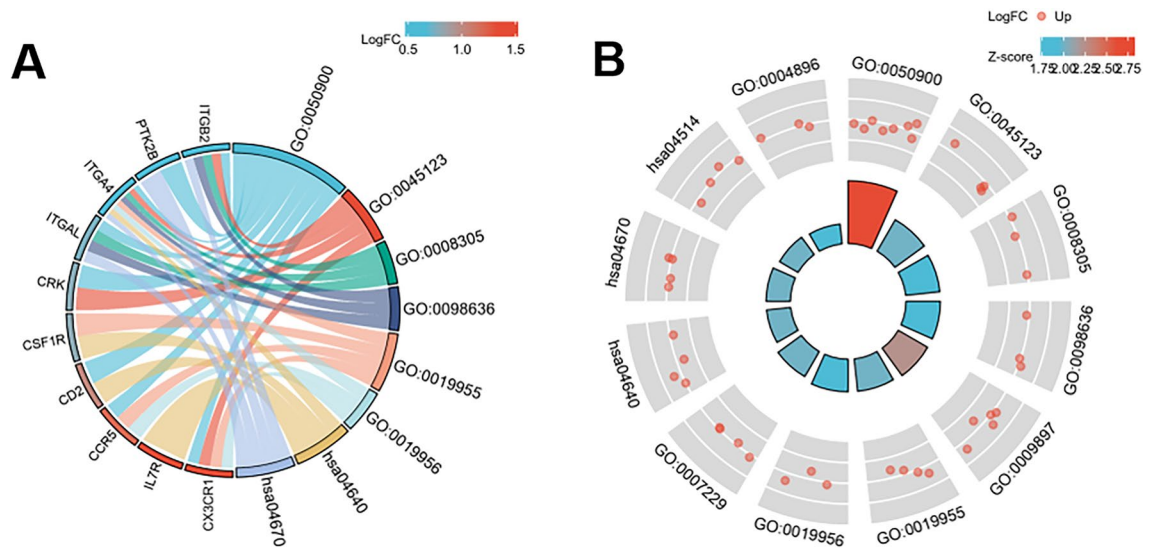 A
LogFC
0.5 1.0 1.5
ITGB2
PTK2B
ITGA4
ITGAL
CRK
CSF1R
CD2
CCR5
IL7R
CX3CR1
hsa04670
hsa04640
GO:0019956
GO:0019955
GO:0098636
GO:0008305
GO:0045123
GO:0050900
B
LogFC Up
Z-score
1.75 2.00 2.25 2.50 2.75
GO:0050900
GO:0045123
GO:0008305
GO:0098636
GO:0009897
GO:0019955
GO:0019956
GO:0007229
hsa04640
hsa04670
hsa04514
GO:0004896